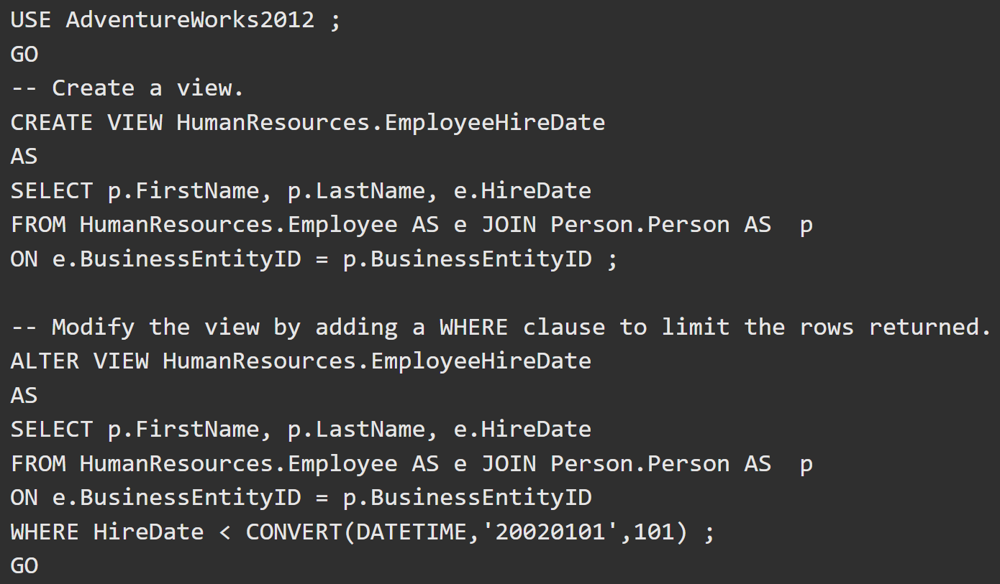 USE AdventureWorks2012 ;
GO
-- Create a view.
CREATE VIEW HumanResources.EmployeeHireDate
AS
SELECT p.FirstName, p.LastName, e.HireDate
FROM HumanResources.Employee AS e JOIN Person.Person AS  p
ON e.BusinessEntityID = p.BusinessEntityID ;

-- Modify the view by adding a WHERE clause to limit the rows returned.
ALTER VIEW HumanResources.EmployeeHireDate
AS
SELECT p.FirstName, p.LastName, e.HireDate
FROM HumanResources.Employee AS e JOIN Person.Person AS  p
ON e.BusinessEntityID = p.BusinessEntityID
WHERE HireDate < CONVERT(DATETIME,'20020101',101) ;
GO